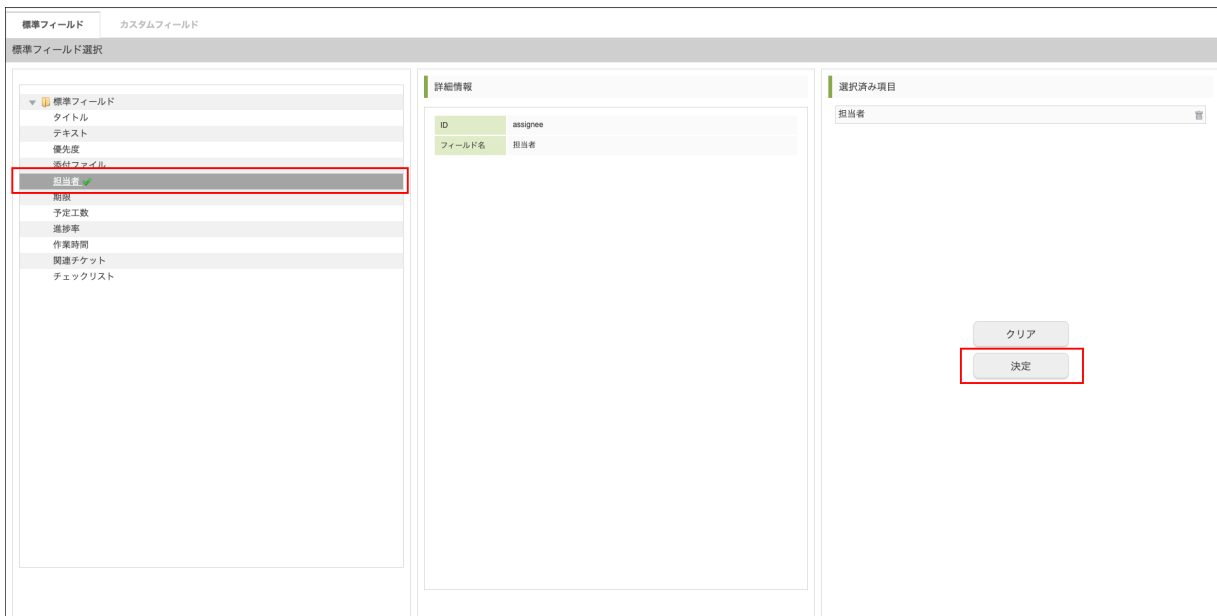 標準フィールド
カスタムフィールド
標準フィールド選択
標準フィールド
タイトル
テキスト
優先度
添付ファイル
担当者
期限
予定工数
進捗率
作業時間
関連チケット
チェックリスト
詳細情報
ID assignee
フィールド名 担当者
選択済み項目
担当者
クリア
決定